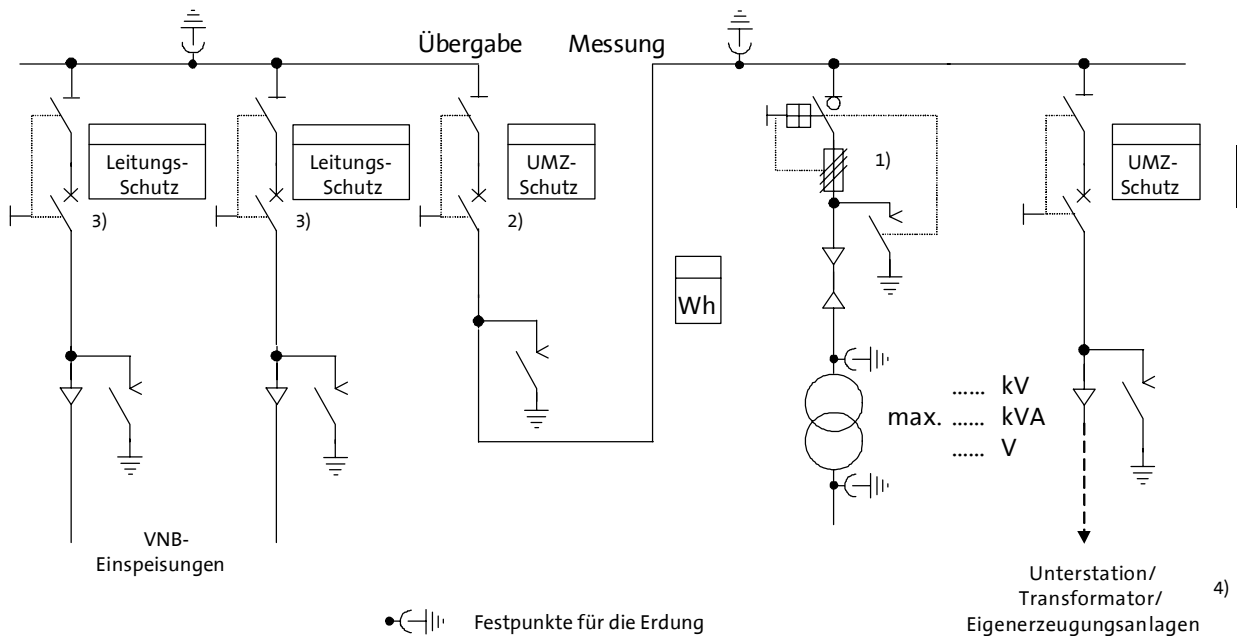 Übergabe
Messung
Leitungs-
Schutz
Leitungs-
Schutz
UMZ-
Schutz
1)
UMZ-
Schutz
3)
3)
2)
Wh
...... kV
max. ...... kVA
...... V
VNB-
Einspeisungen
Unterstation/
Transformator/
Eigenerzeugungsanlagen
4)
Festpunkte für die Erdung